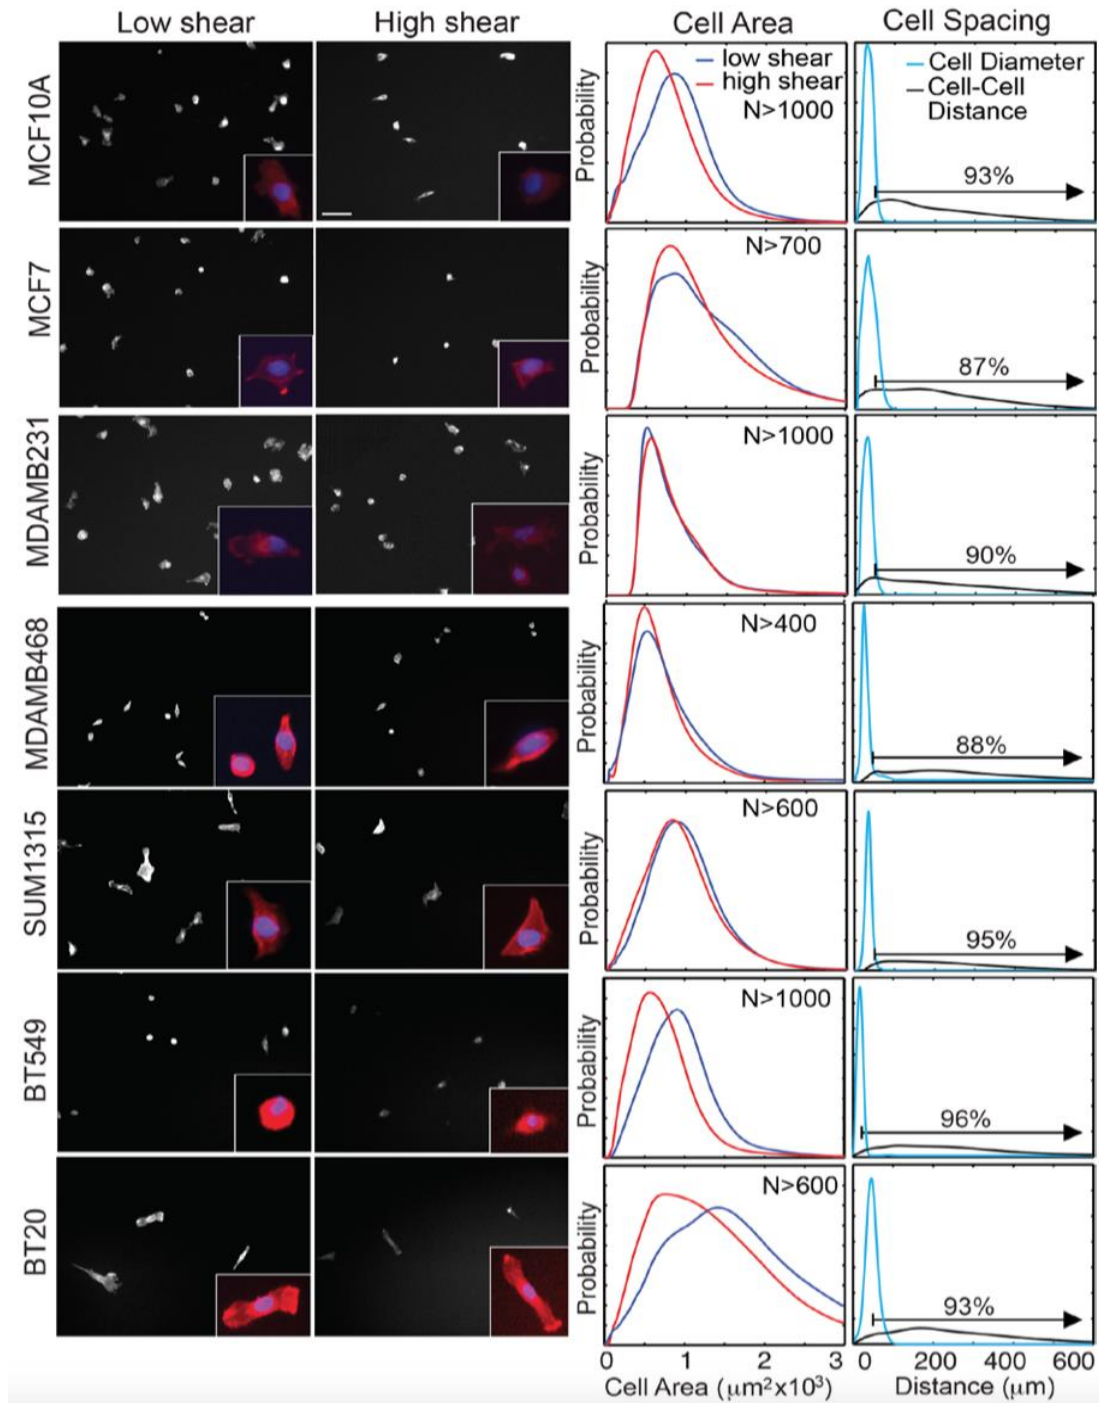 Low shear
High shear
Cell Area
Cell Spacing
MCF10A
Probability
low shear
high shear
N>1000
Cell Diameter
Cell-Cell
Distance
93%
MCF7
Probability
N>700
87%
MDAMB231
Probability
N>1000
90%
MDAMB468
Probability
N>400
88%
SUM1315
Probability
N>600
95%
BT549
Probability
N>1000
96%
BT20
Probability
N>600
93%
0 1 2 3
Cell Area (μm²x10³)
0 200 400 600
Distance (μm)